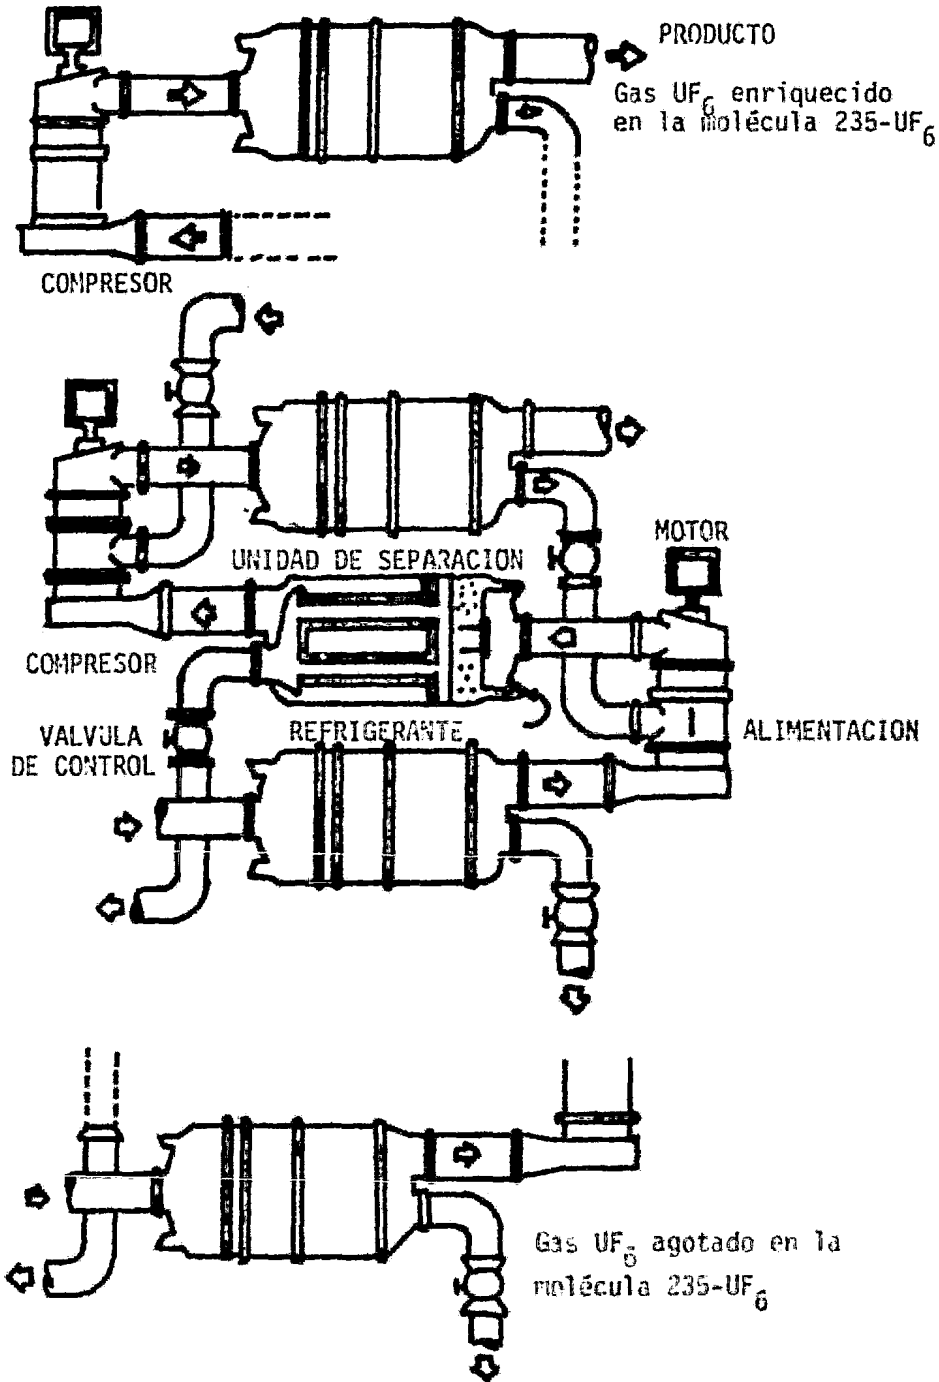 PRODUCTO
Gas UF6 enriquecido
en la molécula 235-UF6
COMPRESOR
UNIDAD DE SEPARACION
MOTOR
COMPRESOR
REFRIGERANTE
ALIMENTACION
VALVULA
DE CONTROL
Gas UF6 agotado en la
molécula 235-UF6